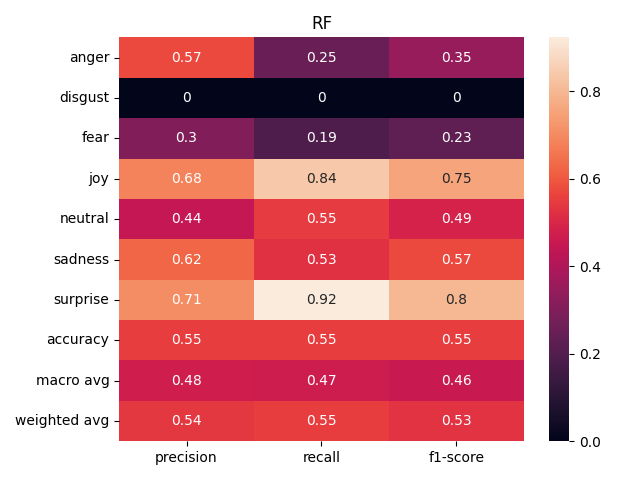 RF
anger 0.57 0.25 0.35
disgust 0 0 0
fear 0.3 0.19 0.23
joy 0.68 0.84 0.75
neutral 0.44 0.55 0.49
sadness 0.62 0.53 0.57
surprise 0.71 0.92 0.8
accuracy 0.55 0.55 0.55
macro avg 0.48 0.47 0.46
weighted avg 0.54 0.55 0.53
precision recall f1-score
0.8
0.6
0.4
0.2
0.0